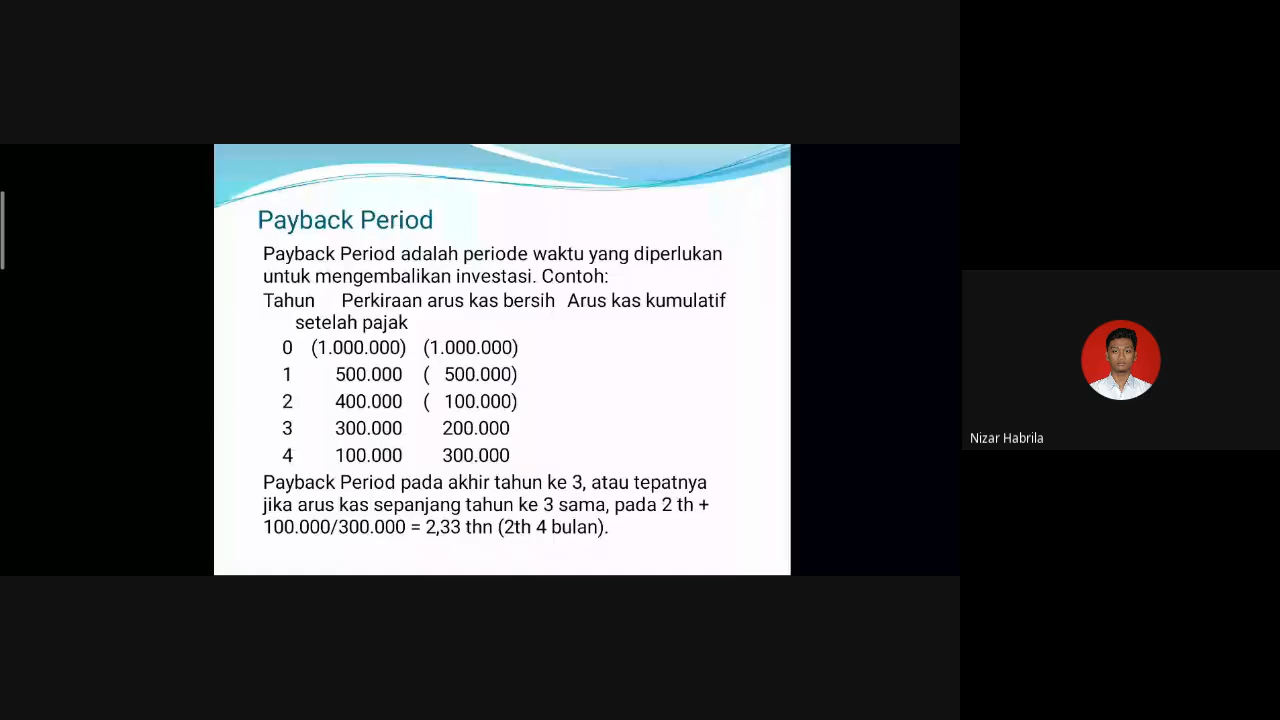 Payback Period
Payback Period adalah periode waktu yang diperlukan
untuk mengembalikan investasi. Contoh:
Tahun Perkiraan arus kas bersih Arus kas kumulatif
setelah pajak
0 (1.000.000) (1.000.000)
1 500.000 ( 500.000)
2 400.000 ( 100.000)
3 300.000 200.000
4 100.000 300.000
Payback Period pada akhir tahun ke 3, atau tepatnya
jika arus kas sepanjang tahun ke 3 sama, pada 2 th +
100.000/300.000 = 2,33 thn (2th 4 bulan).
Nizar Habrila